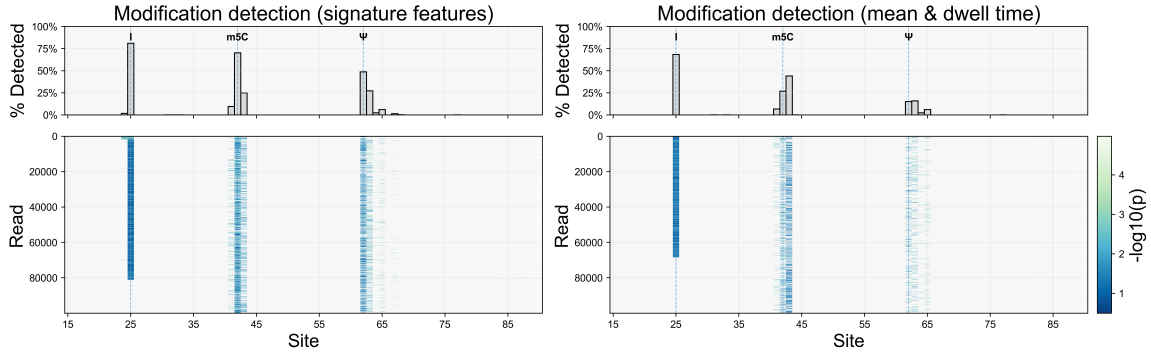 Modification detection (signature features)
Modification detection (mean & dwell time)
100%
75%
50%
25%
0%
% Detected
I
m5C
Ψ
100%
75%
50%
25%
0%
% Detected
I
m5C
Ψ
0
20000
40000
60000
80000
Read
15
25
35
45
55
65
75
85
Site
0
20000
40000
60000
80000
Read
15
25
35
45
55
65
75
85
Site
4
3
2
1
-log10(p)